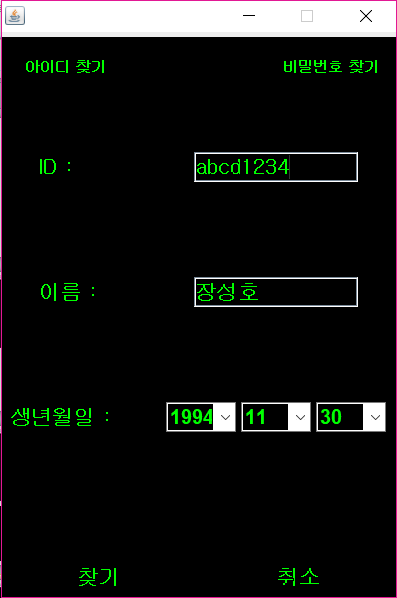 아이디 찾기 비밀번호 찾기
ID : abcd1234
이름 : 장성호
생년월일 : 1994 11 30
찾기 취소